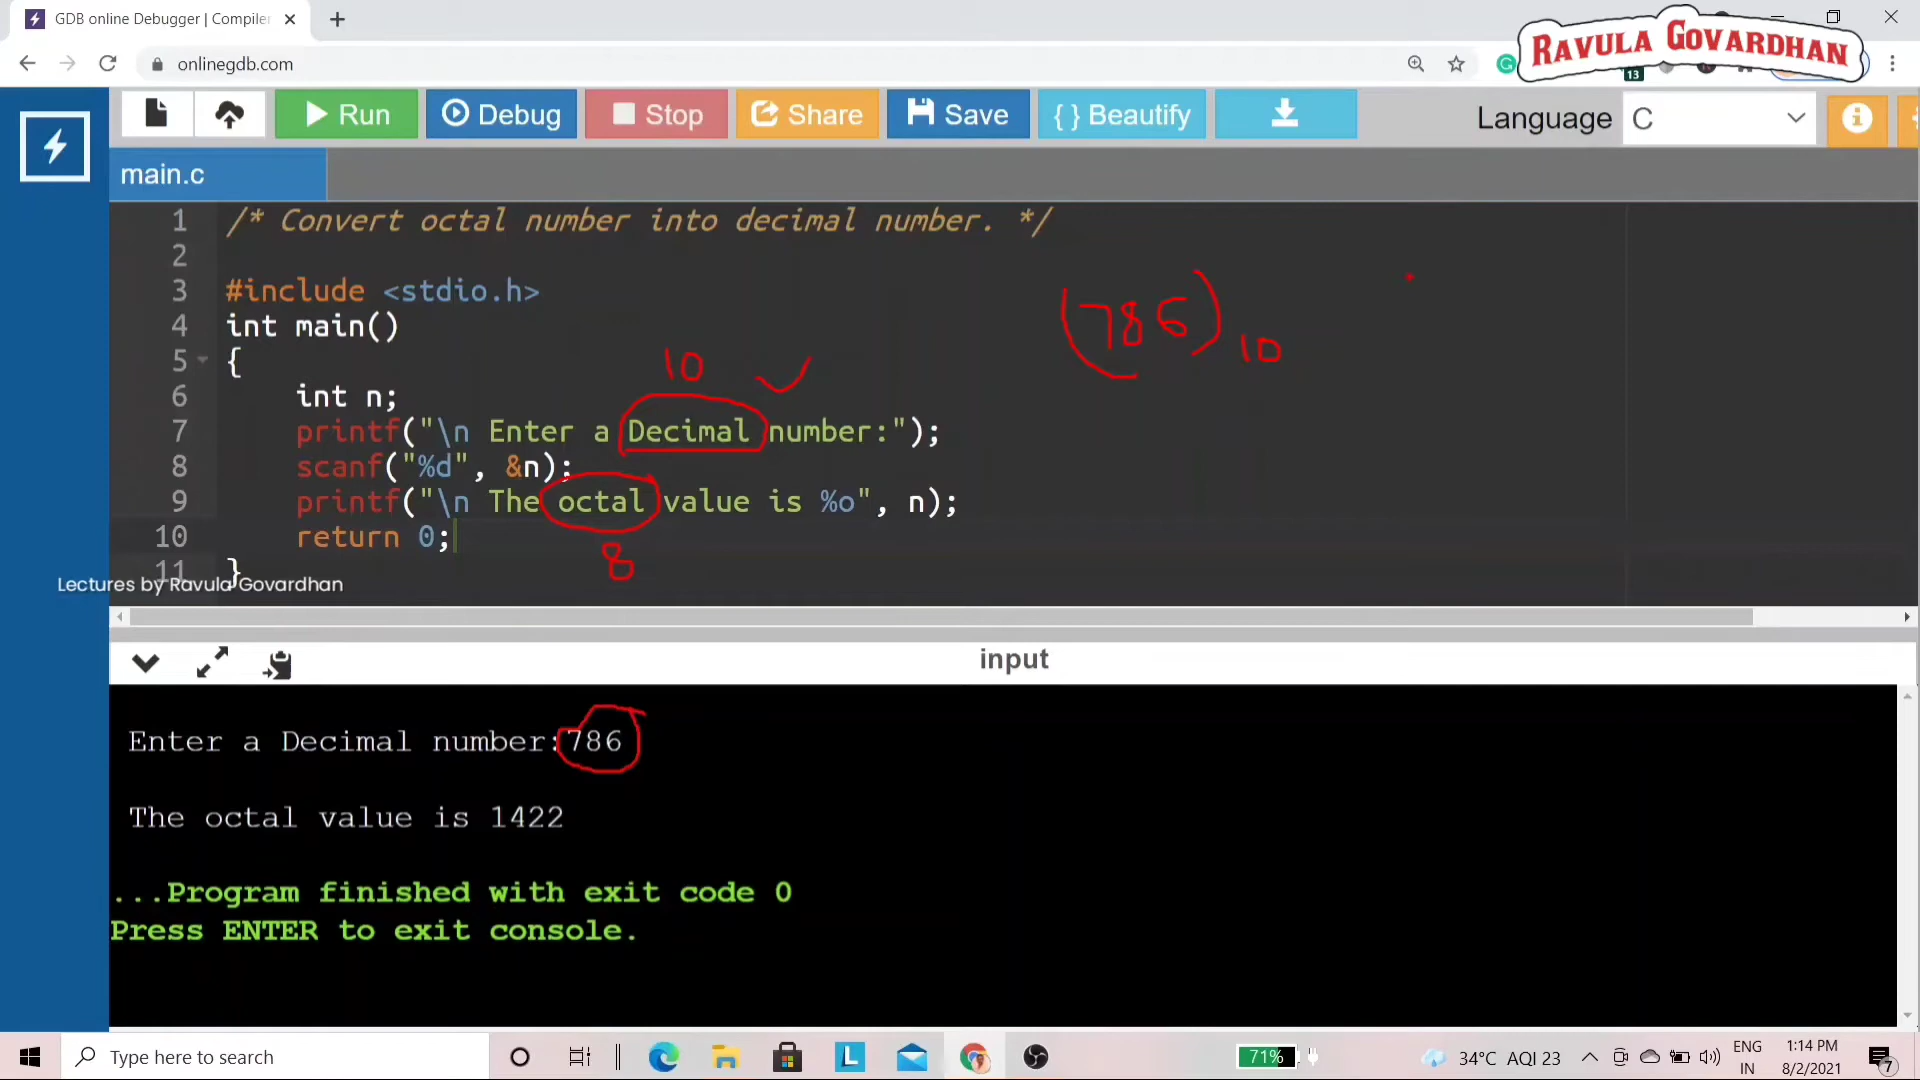 GDB online Debugger | Compiler
RAVULA GOVARDHAN
onlinegdb.com
13
Run
Debug
Stop
Share
Save
{ } Beautify
Language
C
main.c
1 /* Convert octal number into decimal number. */
2
3 #include <stdio.h>
4 int main()
5 {
(786)10
10
6 int n;
7 printf("\n Enter a Decimal number:");
8 scanf("%d", &n);
9 printf("\n The octal value is %o", n);
10 return 0;
8
11 }
Lectures by Ravula Govardhan
input
Enter a Decimal number:786
The octal value is 1422
...Program finished with exit code 0
Press ENTER to exit console.
Type here to search
L
71%
34°C AQI 23
ENG
IN
1:14 PM
8/2/2021
7